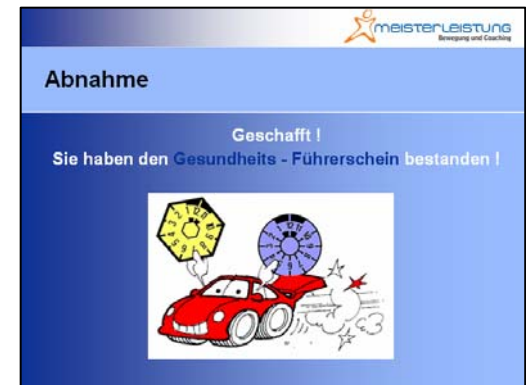 meisterleistung
Bewegung und Coaching
Abnahme
Geschafft !
Sie haben den Gesundheits - Führerschein bestanden !